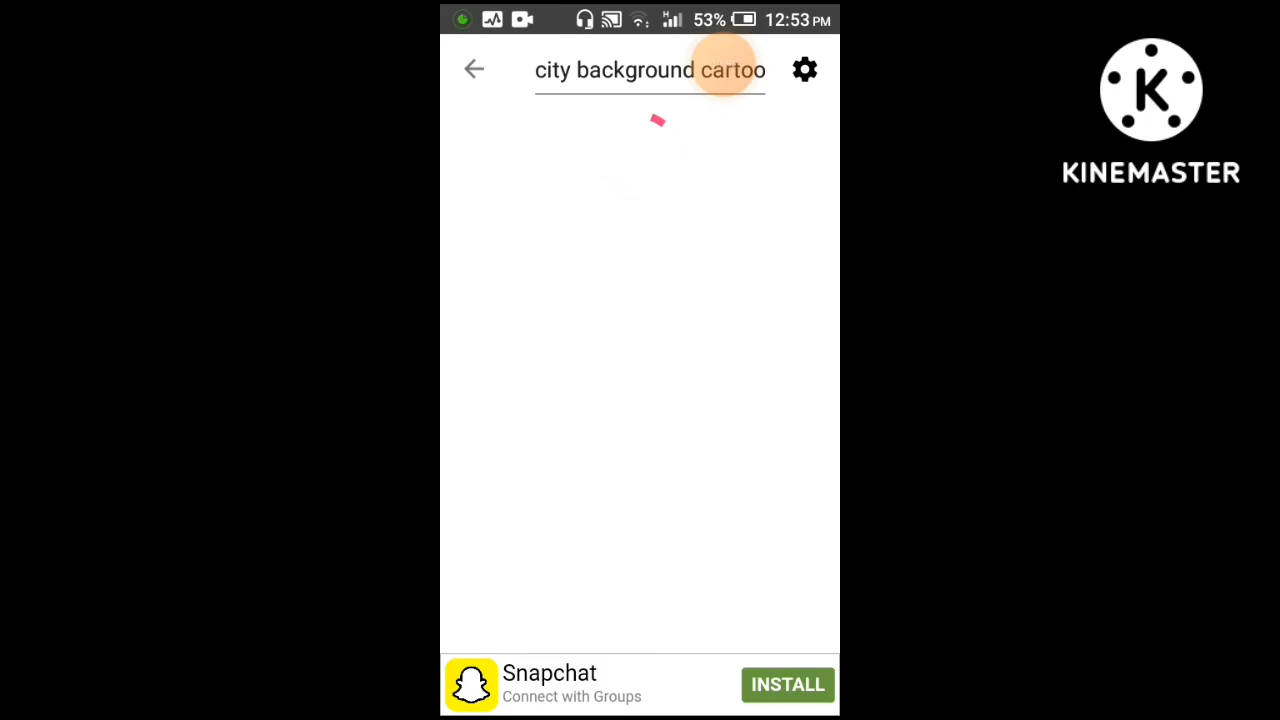 53% 12:53 PM
city background cartoo
K
KINEMASTER
Snapchat
Connect with Groups
INSTALL